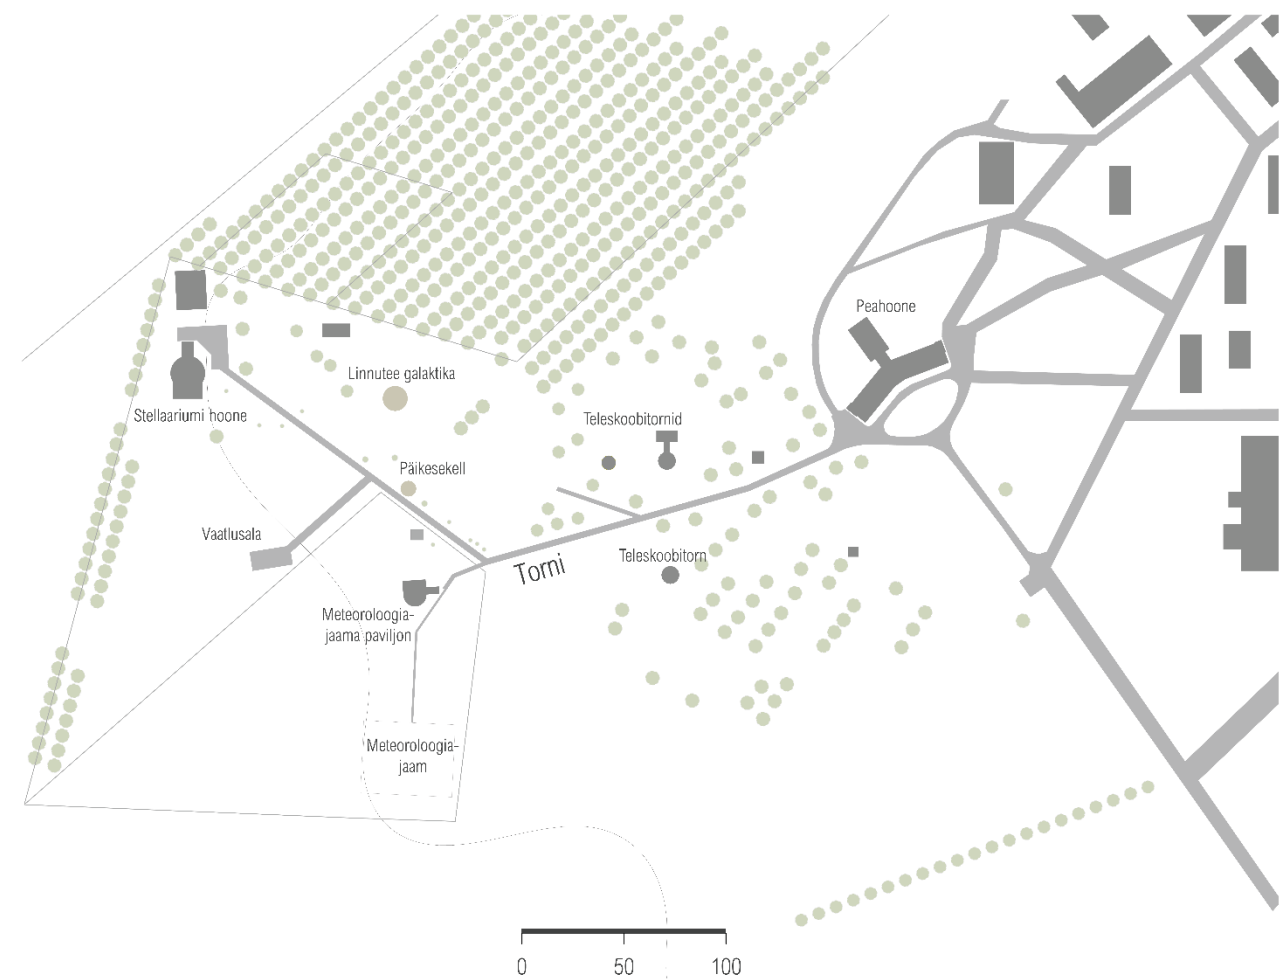 Peahoone
Linnutee galaktika
Stellaariumi hoone
Teleskoobitornid
Päikesekell
Vaatlusala
Torni
Teleskoobitorn
Meteoroloogia-
jaama paviljon
Meteoroloogia-
jaam
0 50 100